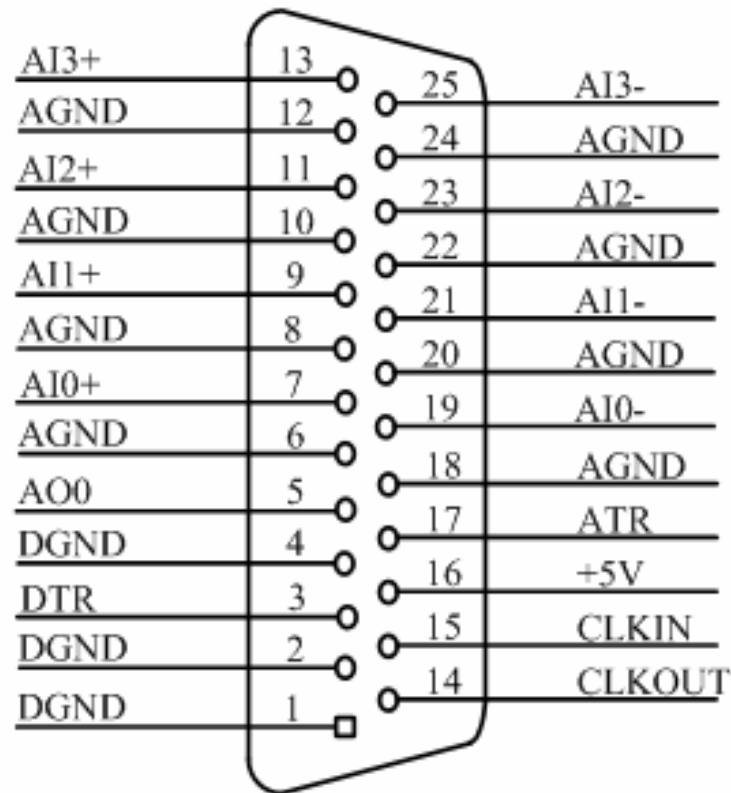 AI3+ 13
25 AI3-
AGND 12
24 AGND
AI2+ 11
23 AI2-
AGND 10
22 AGND
AI1+ 9
21 AI1-
AGND 8
20 AGND
AI0+ 7
19 AI0-
AGND 6
18 AGND
AO0 5
17 ATR
DGND 4
16 +5V
DTR 3
15 CLKIN
DGND 2
14 CLKOUT
DGND 1